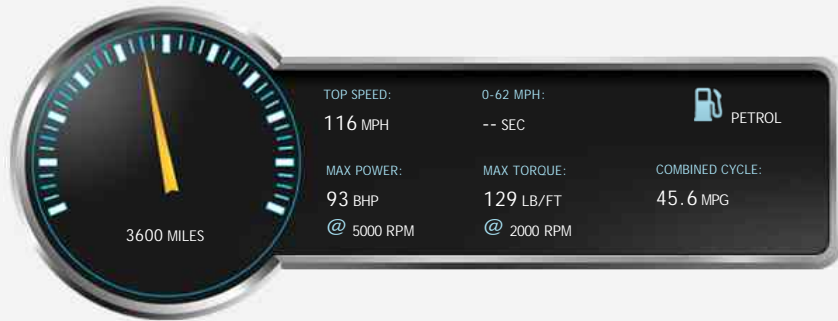 3600 MILES
TOP SPEED:
116 MPH
0-62 MPH:
-- SEC
PETROL
MAX POWER:
93 BHP
@ 5000 RPM
MAX TORQUE:
129 LB/FT
@ 2000 RPM
COMBINED CYCLE:
45.6 MPG